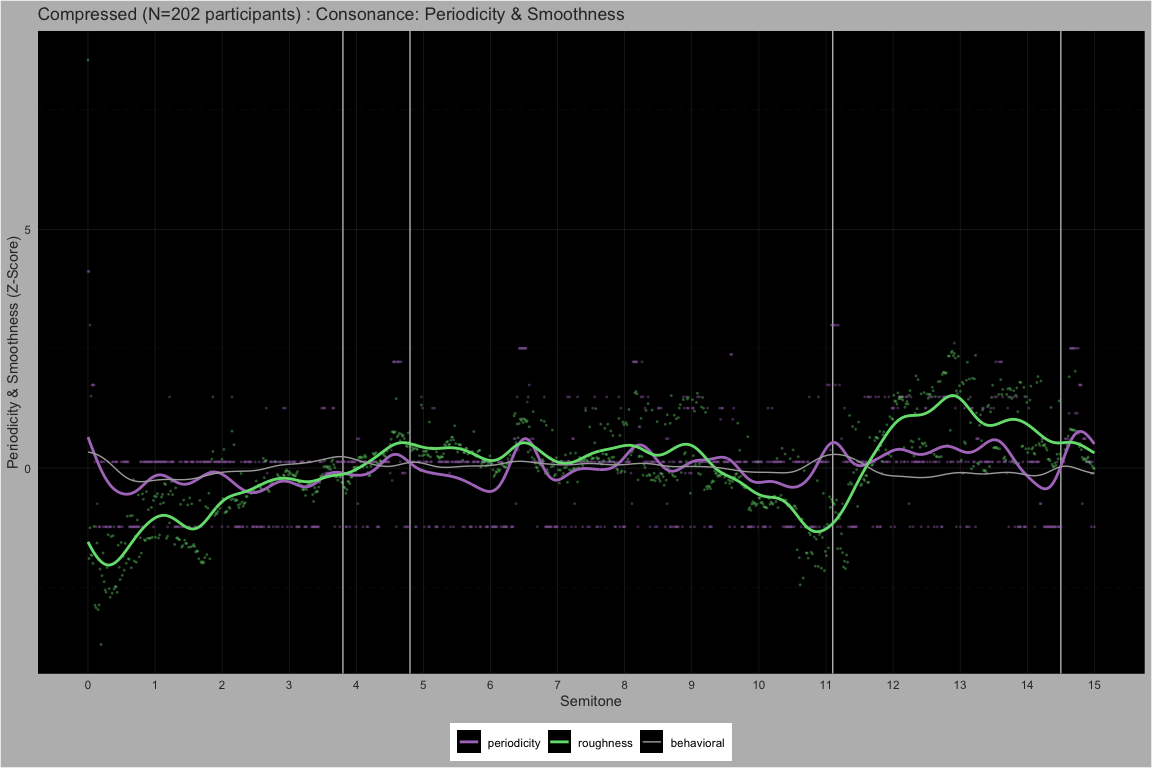 Compressed (N=202 participants) : Consonance: Periodicity & Smoothness
Periodicity & Smoothness (Z-Score)
5
0
0 1 2 3 4 5 6 7 8 9 10 11 12 13 14 15
Semitone
periodicity roughness behavioral